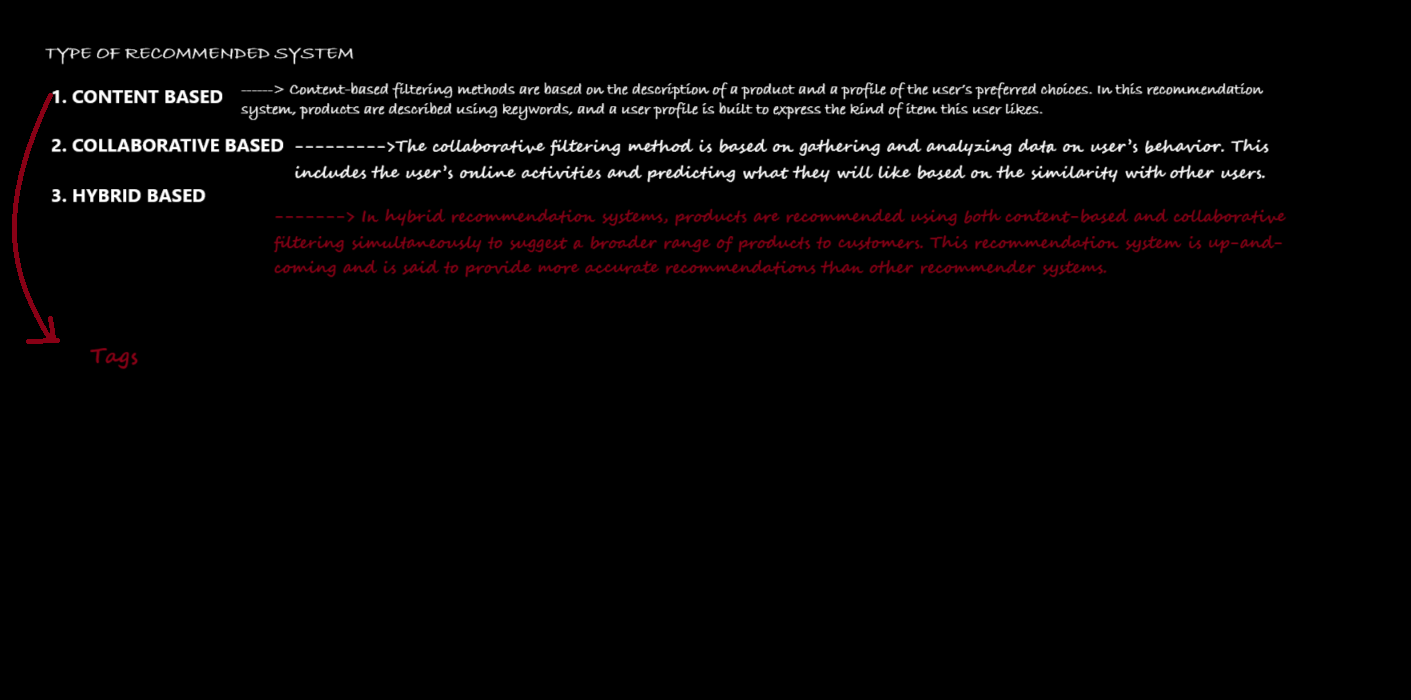 TYPE OF RECOMMENDED SYSTEM
1. CONTENT BASED ------> Content-based filtering methods are based on the description of a product and a profile of the user's preferred choices. In this recommendation
system, products are described using keywords, and a user profile is built to express the kind of item this user likes.
2. COLLABORATIVE BASED --------->The collaborative filtering method is based on gathering and analyzing data on user's behavior. This
includes the user's online activities and predicting what they will like based on the similarity with other users.
3. HYBRID BASED
-------> In hybrid recommendation systems, products are recommended using both content-based and collaborative
filtering simultaneously to suggest a broader range of products to customers. This recommendation system is up-and-
coming and is said to provide more accurate recommendations than other recommender systems.
Tags